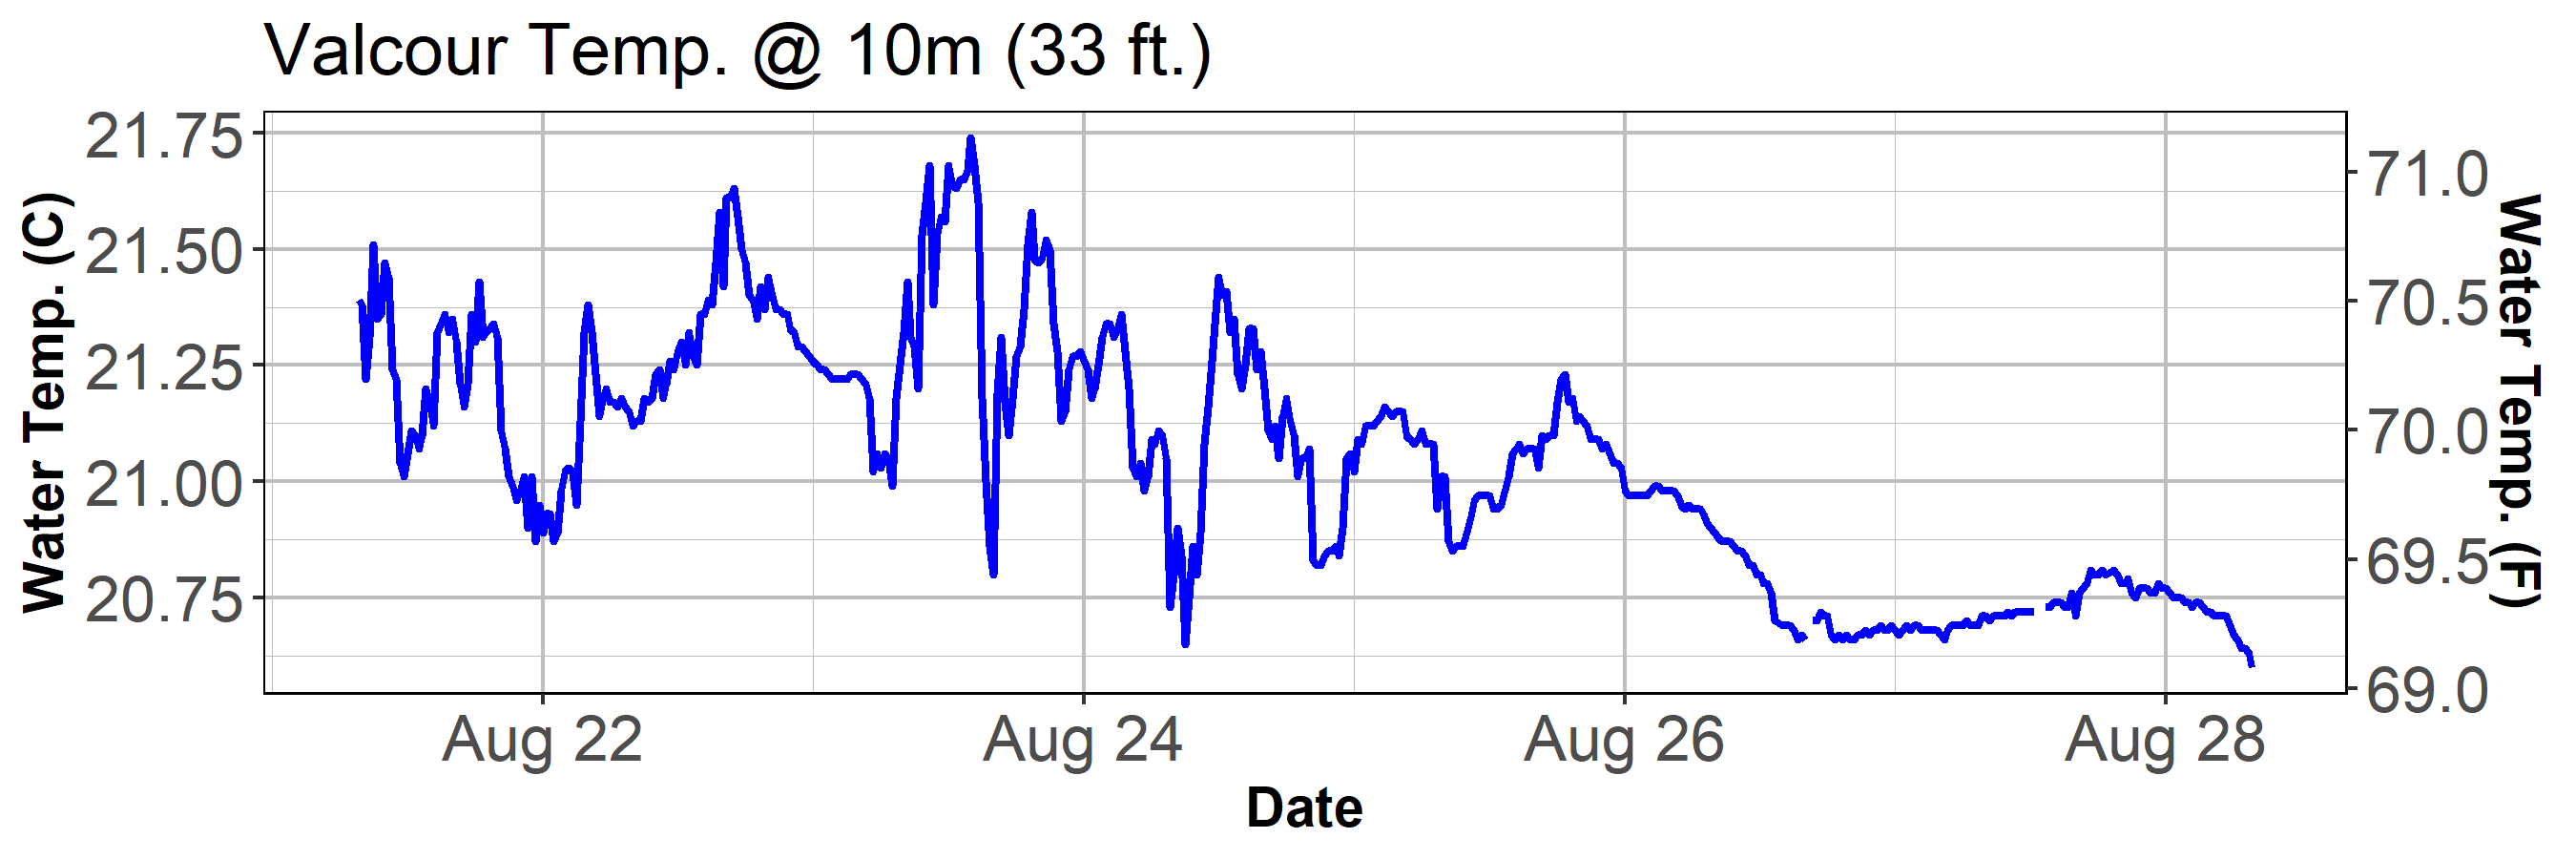 Valcour Temp. @ 10m (33 ft.)
Water Temp. (C)
21.75
21.50
21.25
21.00
20.75
71.0
70.5
70.0
69.5
69.0
Water Temp. (F)
Aug 22
Aug 24
Aug 26
Aug 28
Date